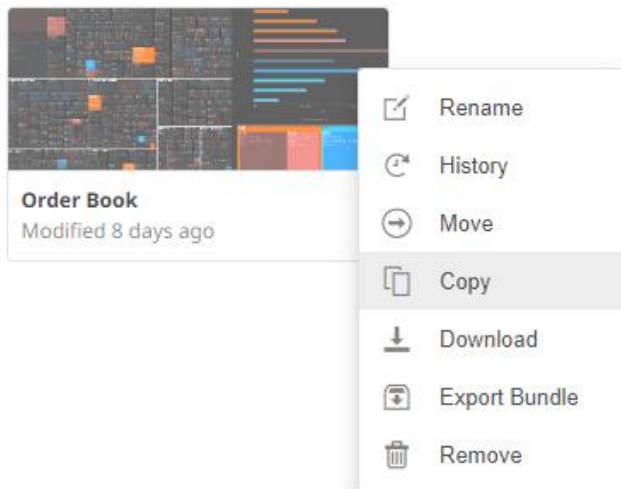 Order Book
Modified 8 days ago
Rename
History
Move
Copy
Download
Export Bundle
Remove